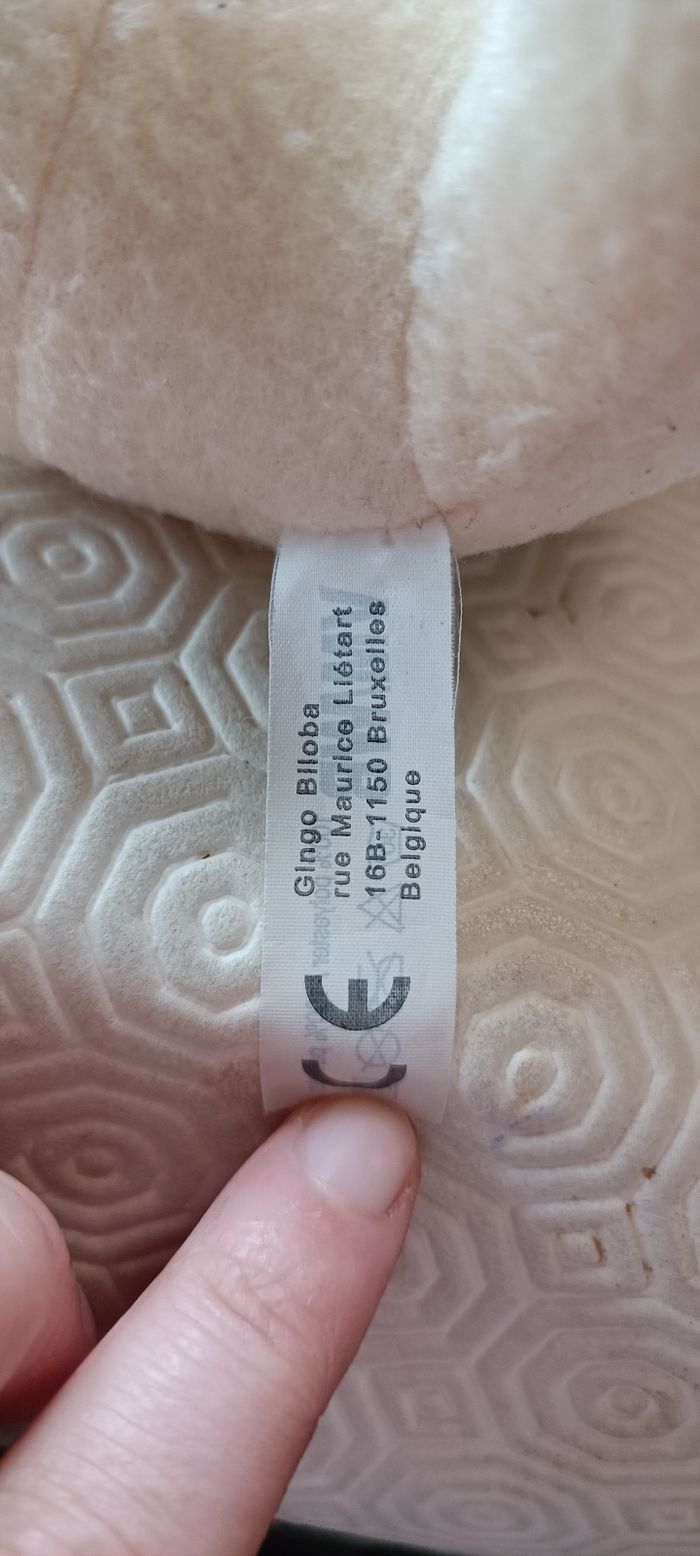 Gingo Biloba
rue Maurice Liétart
16B-1150 Bruxelles
Belgique
CE